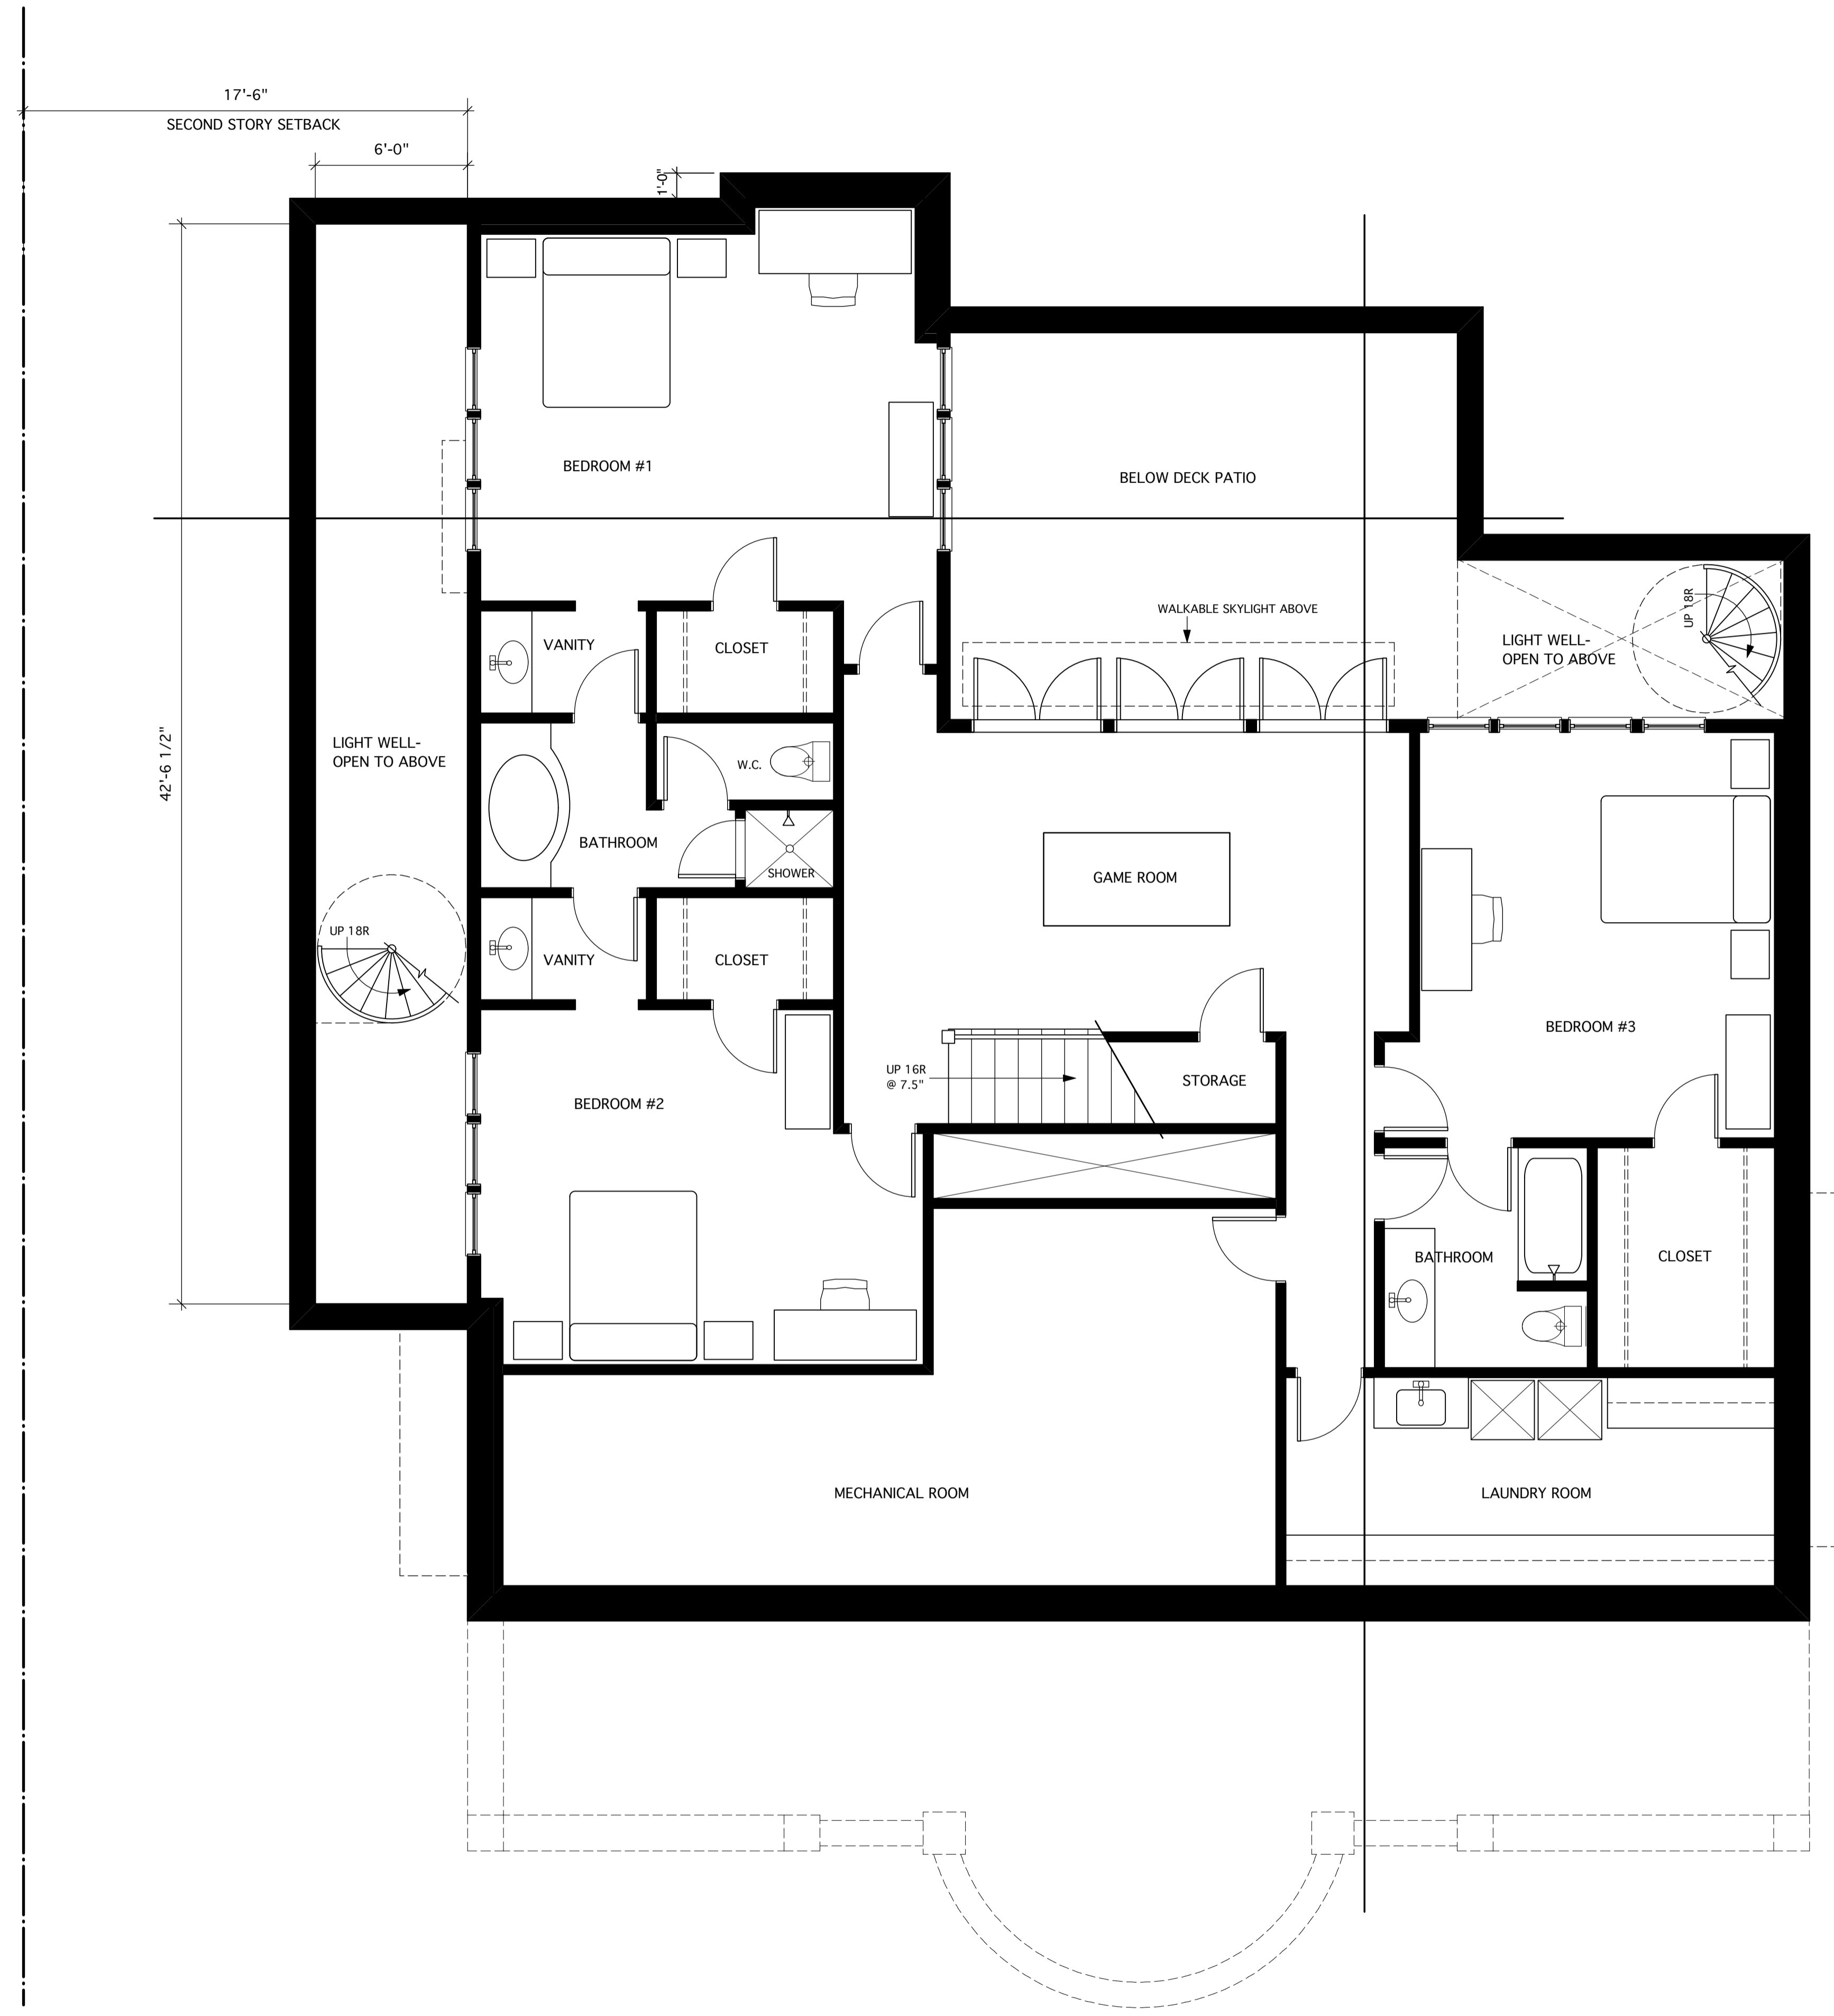 17'-6"
SECOND STORY SETBACK
6'-0"
1'-0"
BEDROOM #1
BELOW DECK PATIO
WALKABLE SKYLIGHT ABOVE
UP 18R
LIGHT WELL-
OPEN TO ABOVE
VANITY
CLOSET
42'-6 1/2"
LIGHT WELL-
OPEN TO ABOVE
W.C.
BATHROOM
SHOWER
GAME ROOM
UP 18R
VANITY
CLOSET
BEDROOM #3
UP 16R
@ 7.5"
STORAGE
BEDROOM #2
BATHROOM
CLOSET
MECHANICAL ROOM
LAUNDRY ROOM